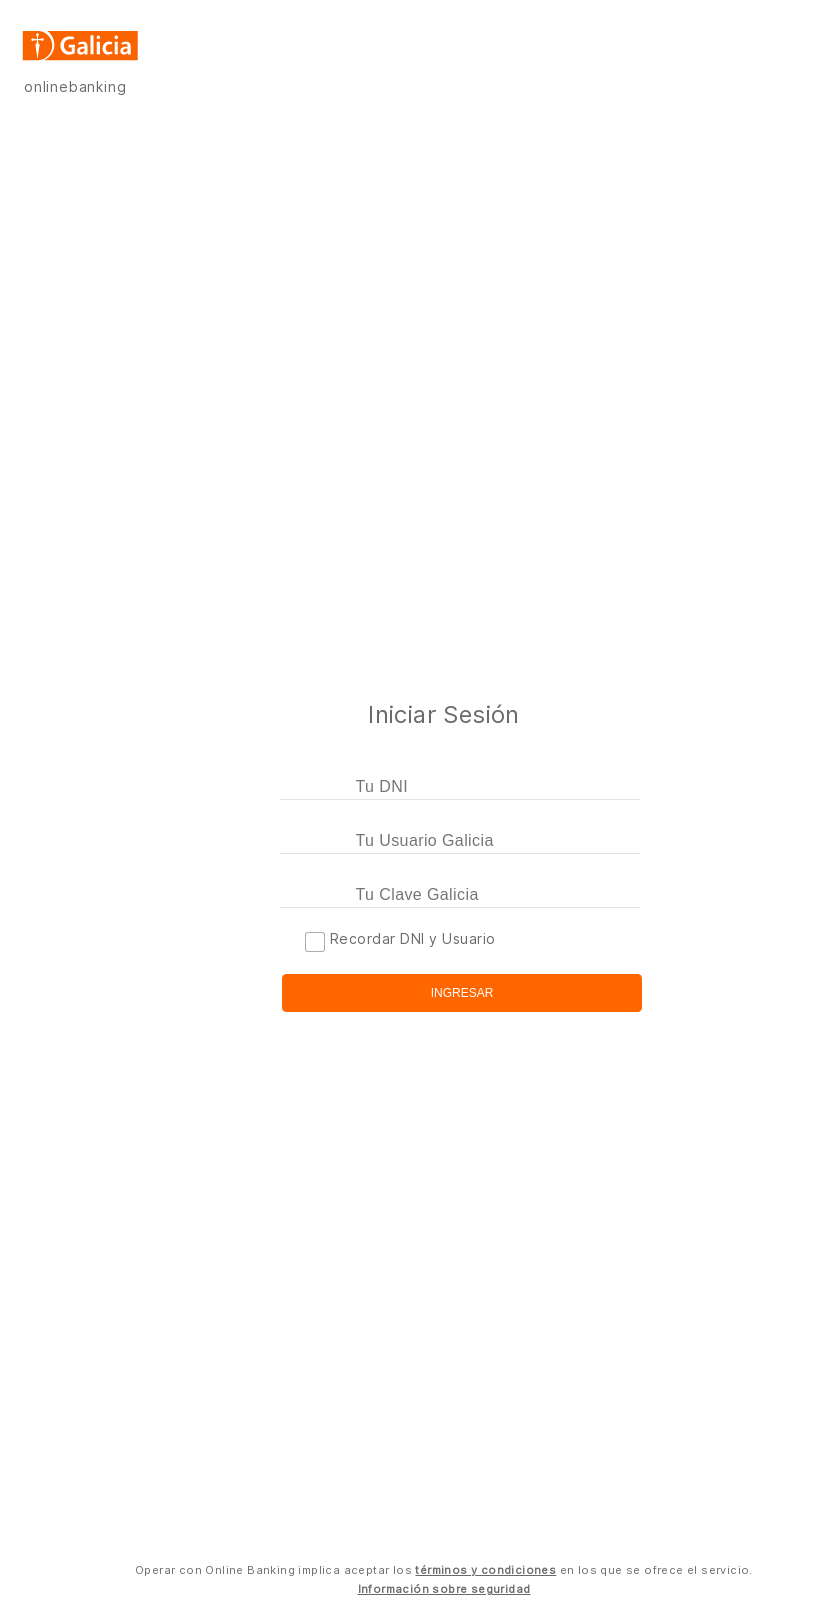 Galicia
onlinebanking
Iniciar Sesión
Tu DNI
Tu Usuario Galicia
Tu Clave Galicia
Recordar DNI y Usuario
INGRESAR
Operar con Online Banking implica aceptar los términos y condiciones en los que se ofrece el servicio.
Información sobre seguridad